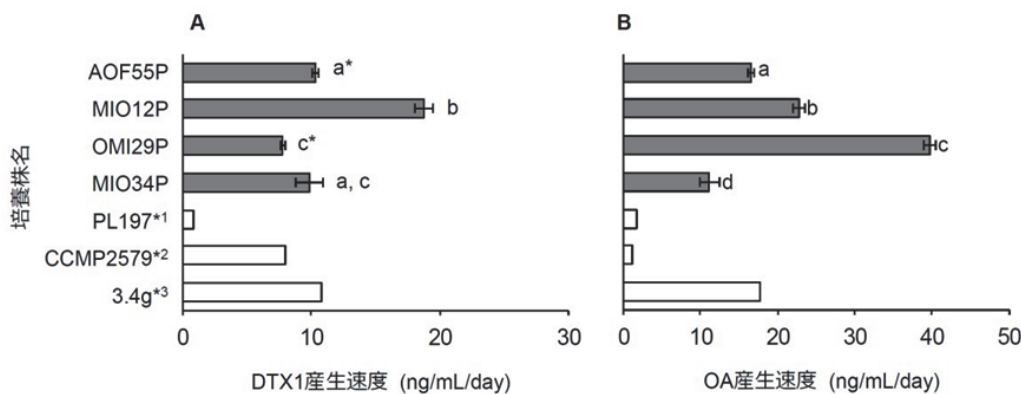 A
B
培養株名
AOF55P
MIO12P
OMI29P
MIO34P
PL197*1
CCMP2579*2
3.4g*3
a*
b
c*
a, c
a
b
c
d
0 10 20 30
0 10 20 30 40 50
DTX1産生速度 (ng/mL/day)
OA産生速度 (ng/mL/day)